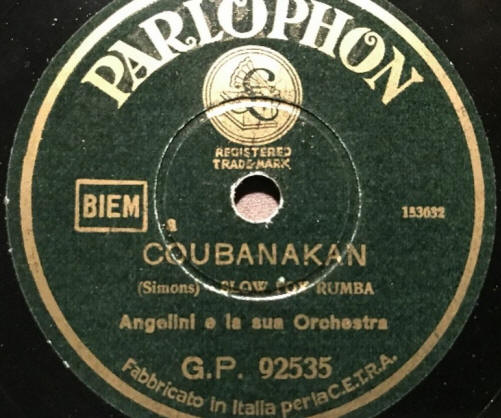 PARLOPHON
£
REGISTERED
TRADE MARK
BIEM
153632
COUBANAKAN
(Simons) SLOW FOX RUMBA
Angelini e la sua Orchestra
G.P. 92535
Fabbricato in Italia per la C.E.T.R.A.